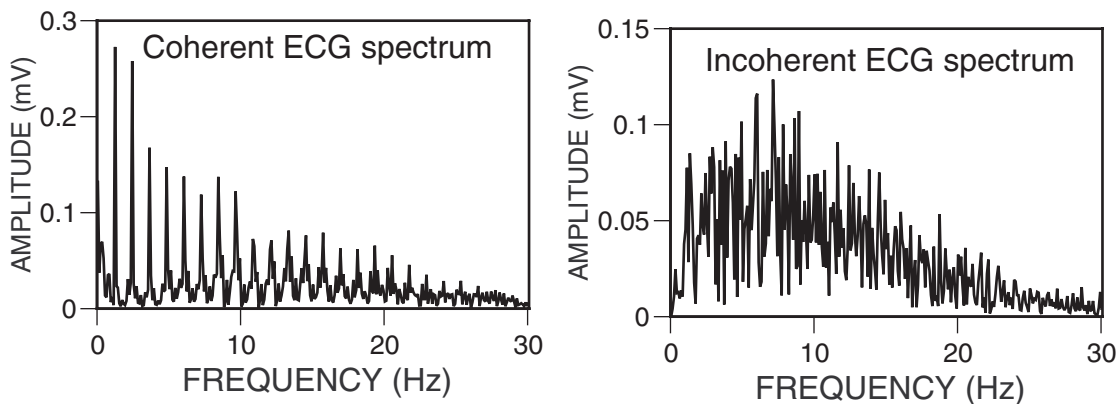 Coherent ECG spectrum
AMPLITUDE (mV)
0.3
0.2
0.1
0
0 10 20 30
FREQUENCY (Hz)
Incoherent ECG spectrum
AMPLITUDE (mV)
0.15
0.1
0.05
0
0 10 20 30
FREQUENCY (Hz)